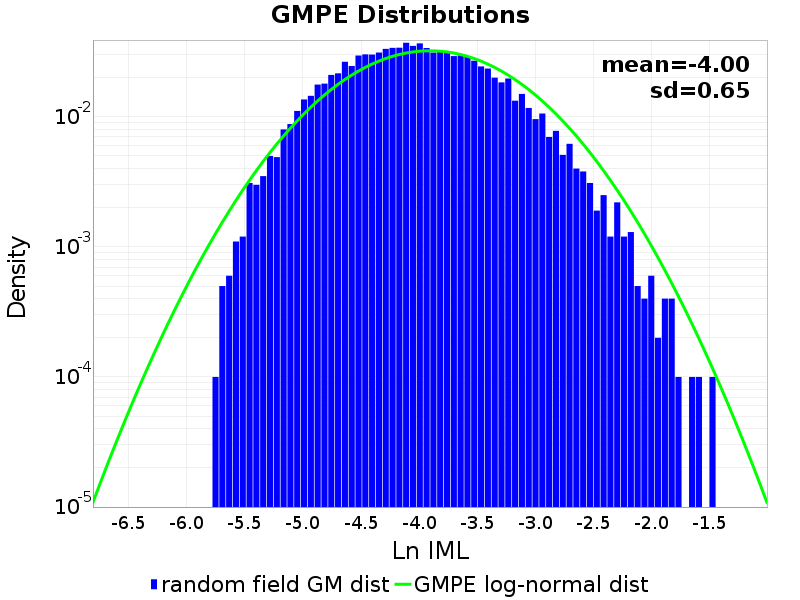 GMPE Distributions
mean=-4.00
sd=0.65
Density
10-2
10-3
10-4
10-5
-6.5 -6.0 -5.5 -5.0 -4.5 -4.0 -3.5 -3.0 -2.5 -2.0 -1.5
Ln IML
random field GM dist GMPE log-normal dist